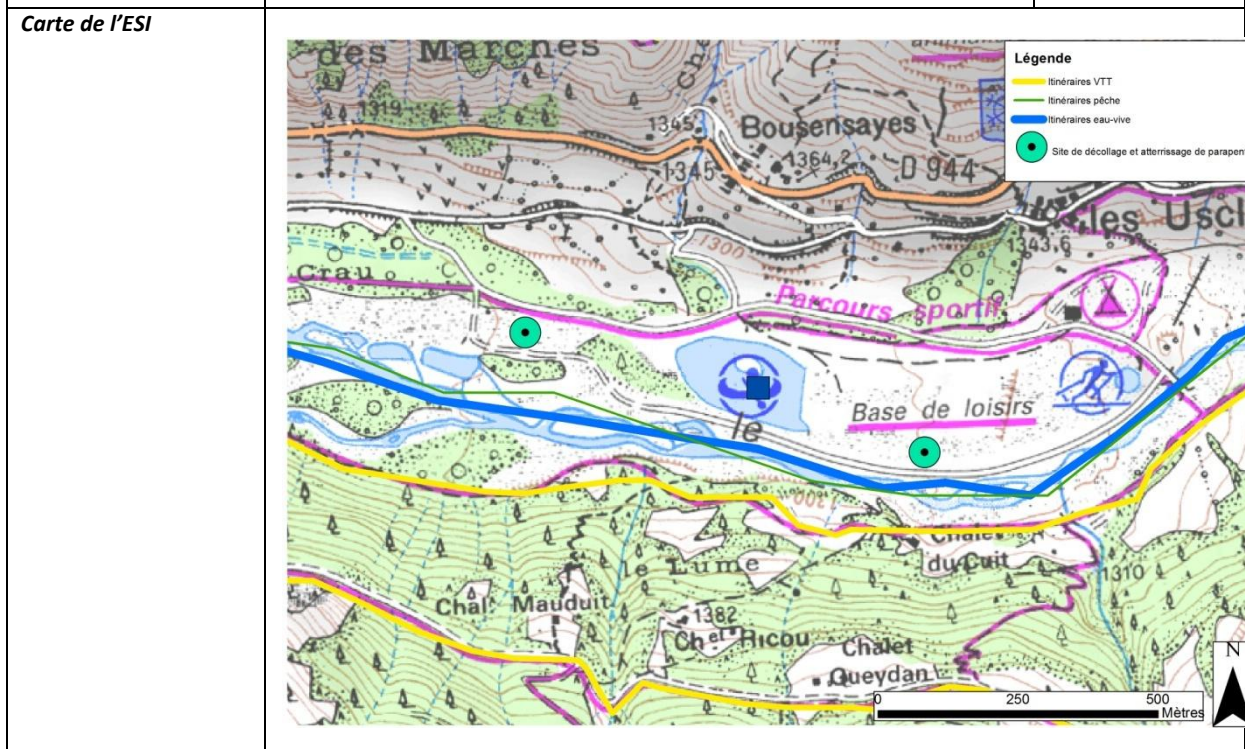 Carte de l’ESI
des Marches
Légende
Itinéraires VTT
Itinéraires pêche
Itinéraires eau-vive
Site de décollage et atterrissage de parapent
1319
1345
Bousensayes
1364,2
D 944
1345
les Uscl
1343,6
1300
Crau
Parcours sportif
Base de loisirs
le
1300
Chalet
du Cuit
le Lume
1310
Chal. Mauduit
1382
Chet Ricou
Chalet
Queydan
N
0 250 500
Mètres